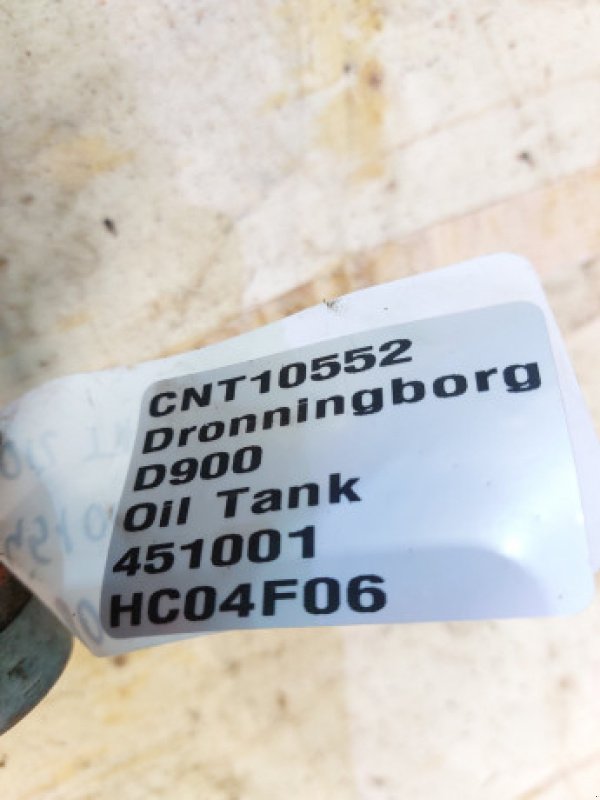 CNT10552
Dronningborg
D900
Oil Tank
451001
HC04F06